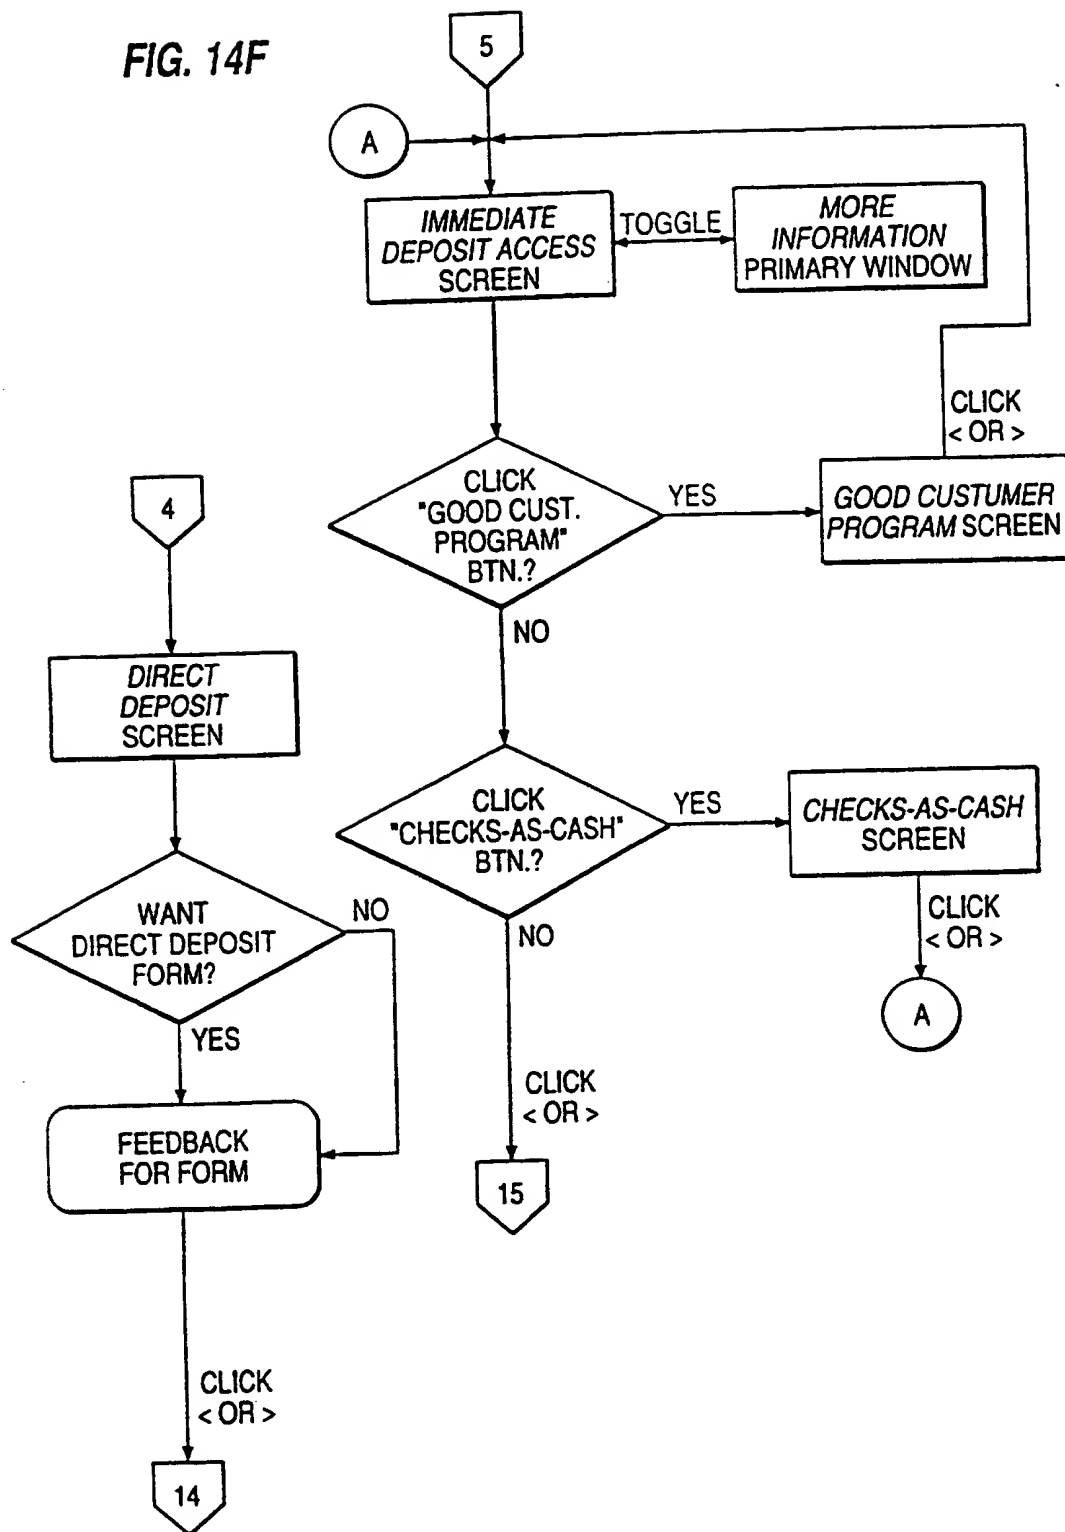 FIG. 14F
5
A
IMMEDIATE
DEPOSIT ACCESS
SCREEN
TOGGLE
MORE
INFORMATION
PRIMARY WINDOW
CLICK
< OR >
CLICK
"GOOD CUST.
PROGRAM"
BTN.?
YES
GOOD CUSTUMER
PROGRAM SCREEN
NO
4
DIRECT
DEPOSIT
SCREEN
CLICK
"CHECKS-AS-CASH"
BTN.?
YES
CHECKS-AS-CASH
SCREEN
CLICK
< OR >
A
NO
WANT
DIRECT DEPOSIT
FORM?
NO
YES
CLICK
< OR >
15
FEEDBACK
FOR FORM
CLICK
< OR >
14